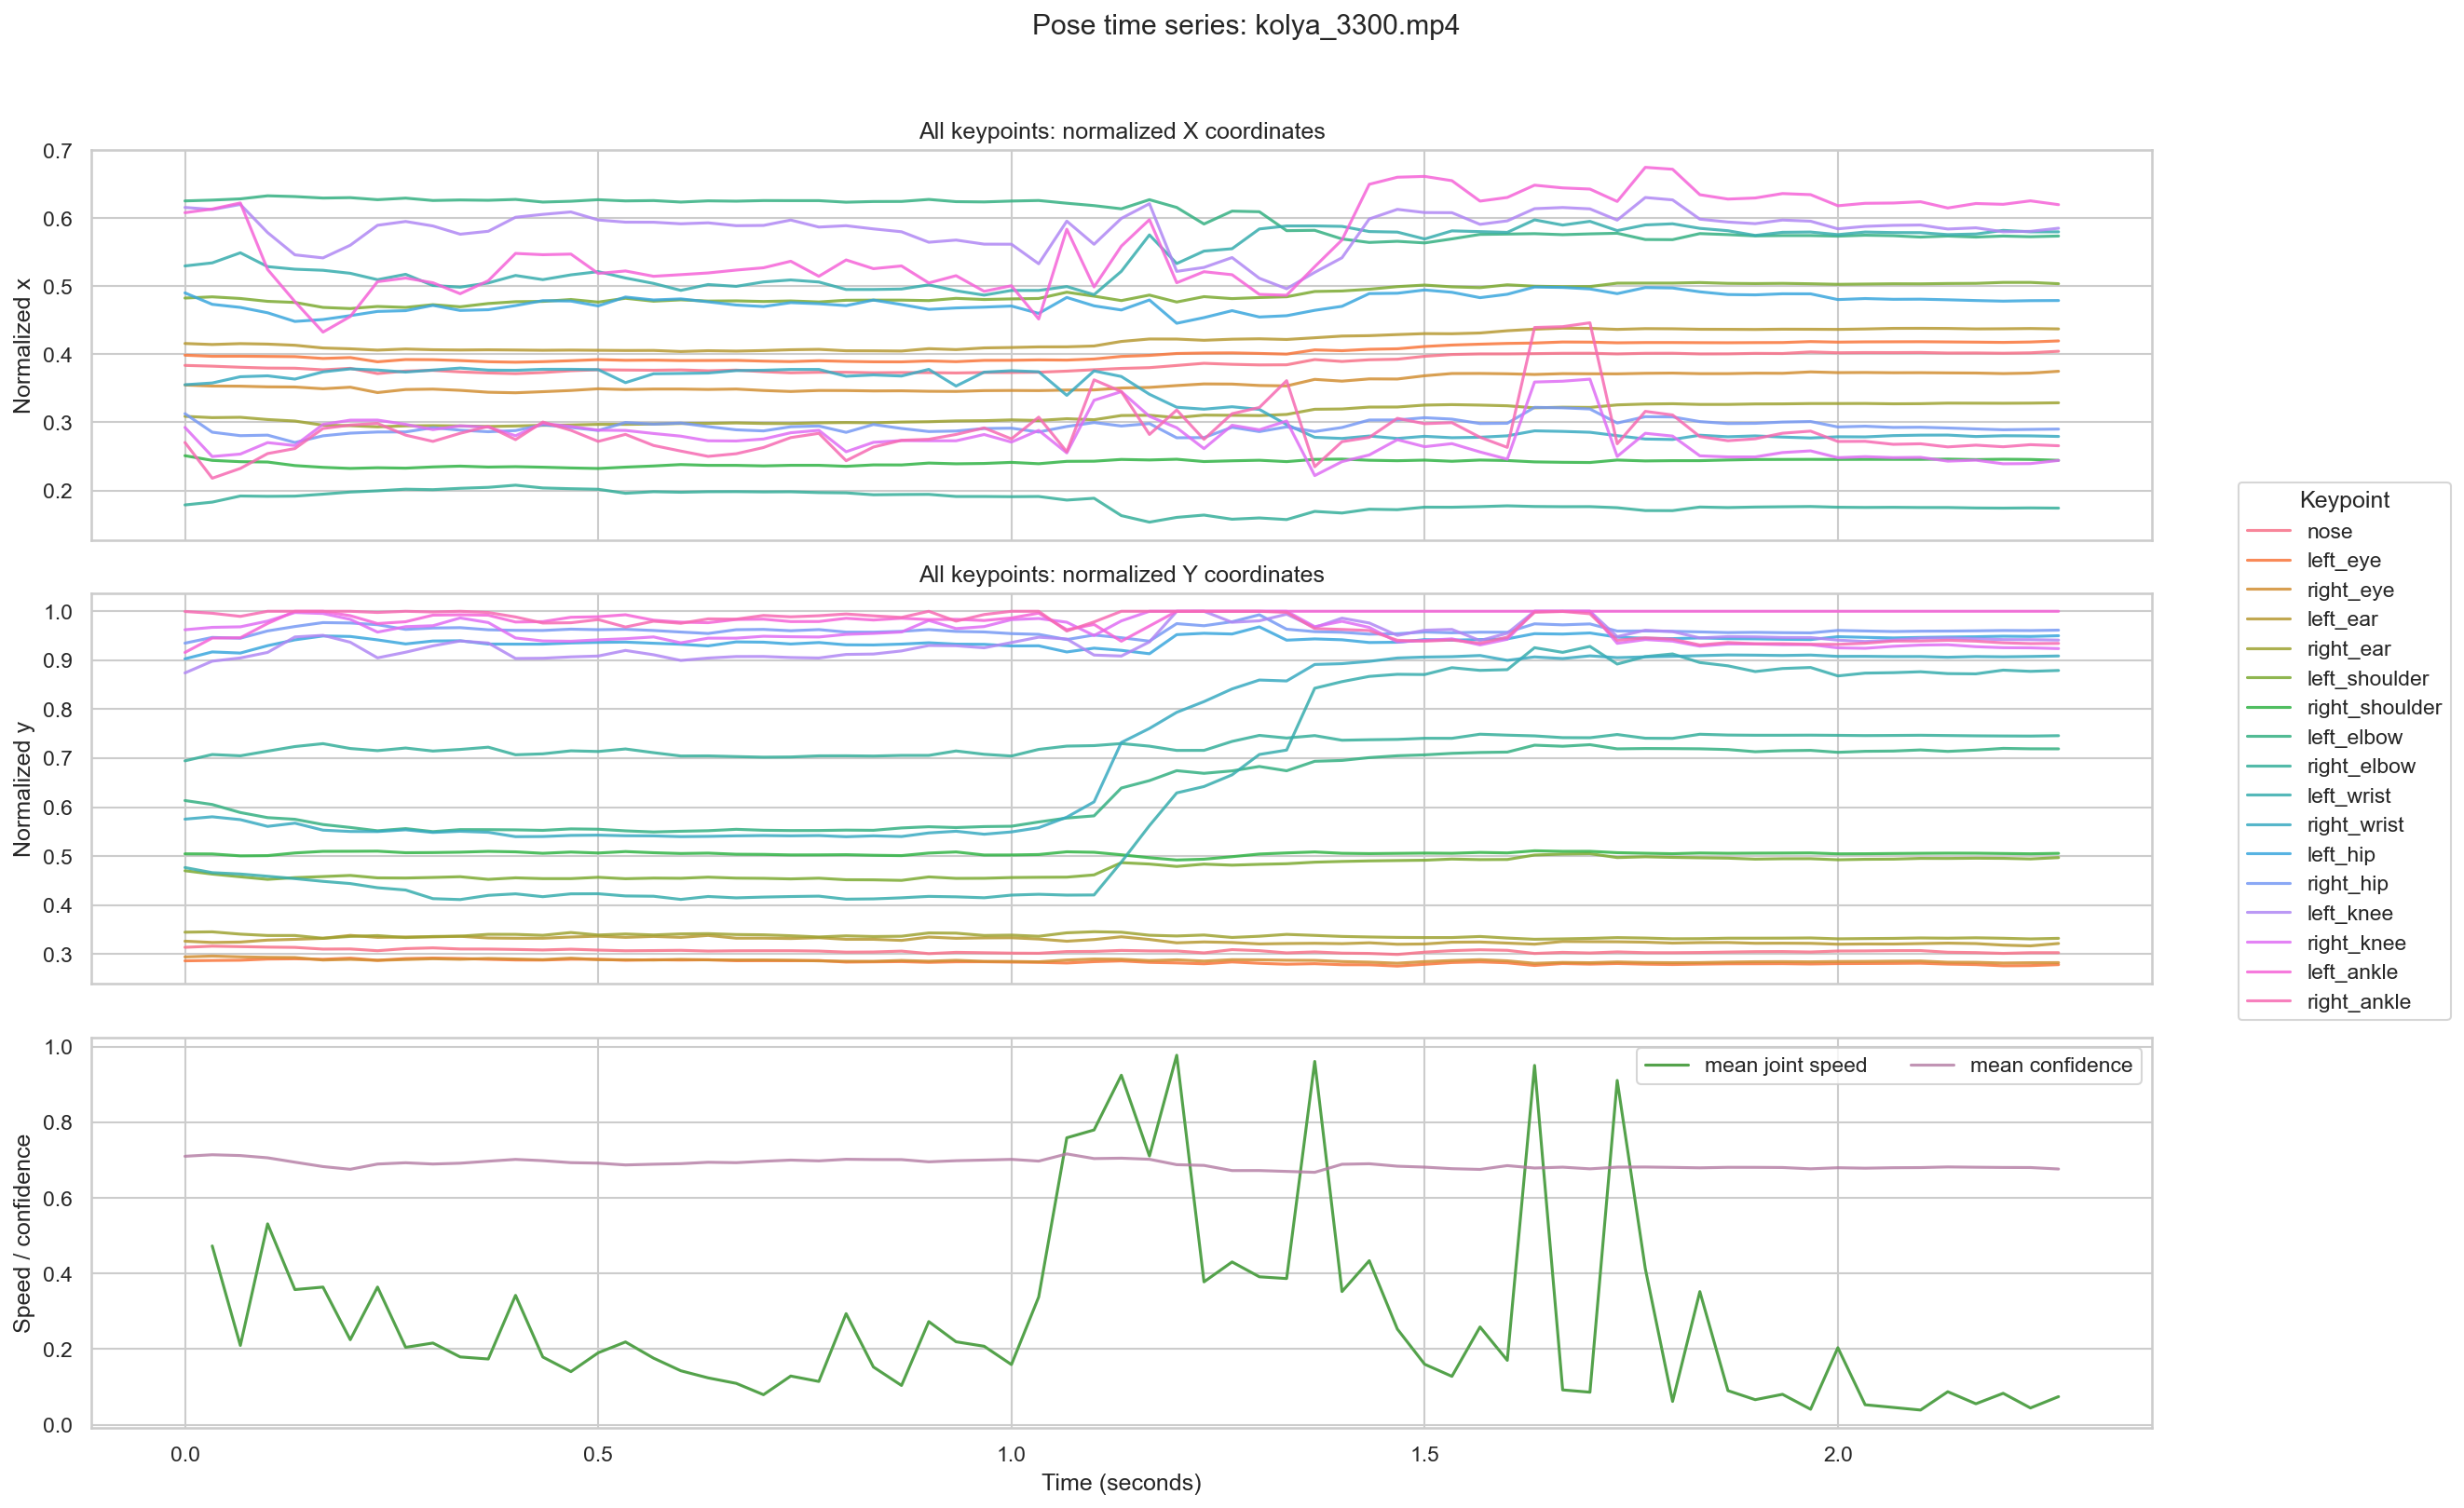 Pose time series: kolya_3300.mp4
All keypoints: normalized X coordinates
Normalized x
0.7
0.6
0.5
0.4
0.3
0.2
All keypoints: normalized Y coordinates
Normalized y
1.0
0.9
0.8
0.7
0.6
0.5
0.4
0.3
Keypoint
nose
left_eye
right_eye
left_ear
right_ear
left_shoulder
right_shoulder
left_elbow
right_elbow
left_wrist
right_wrist
left_hip
right_hip
left_knee
right_knee
left_ankle
right_ankle
mean joint speed mean confidence
Speed / confidence
1.0
0.8
0.6
0.4
0.2
0.0
0.0 0.5 1.0 1.5 2.0
Time (seconds)